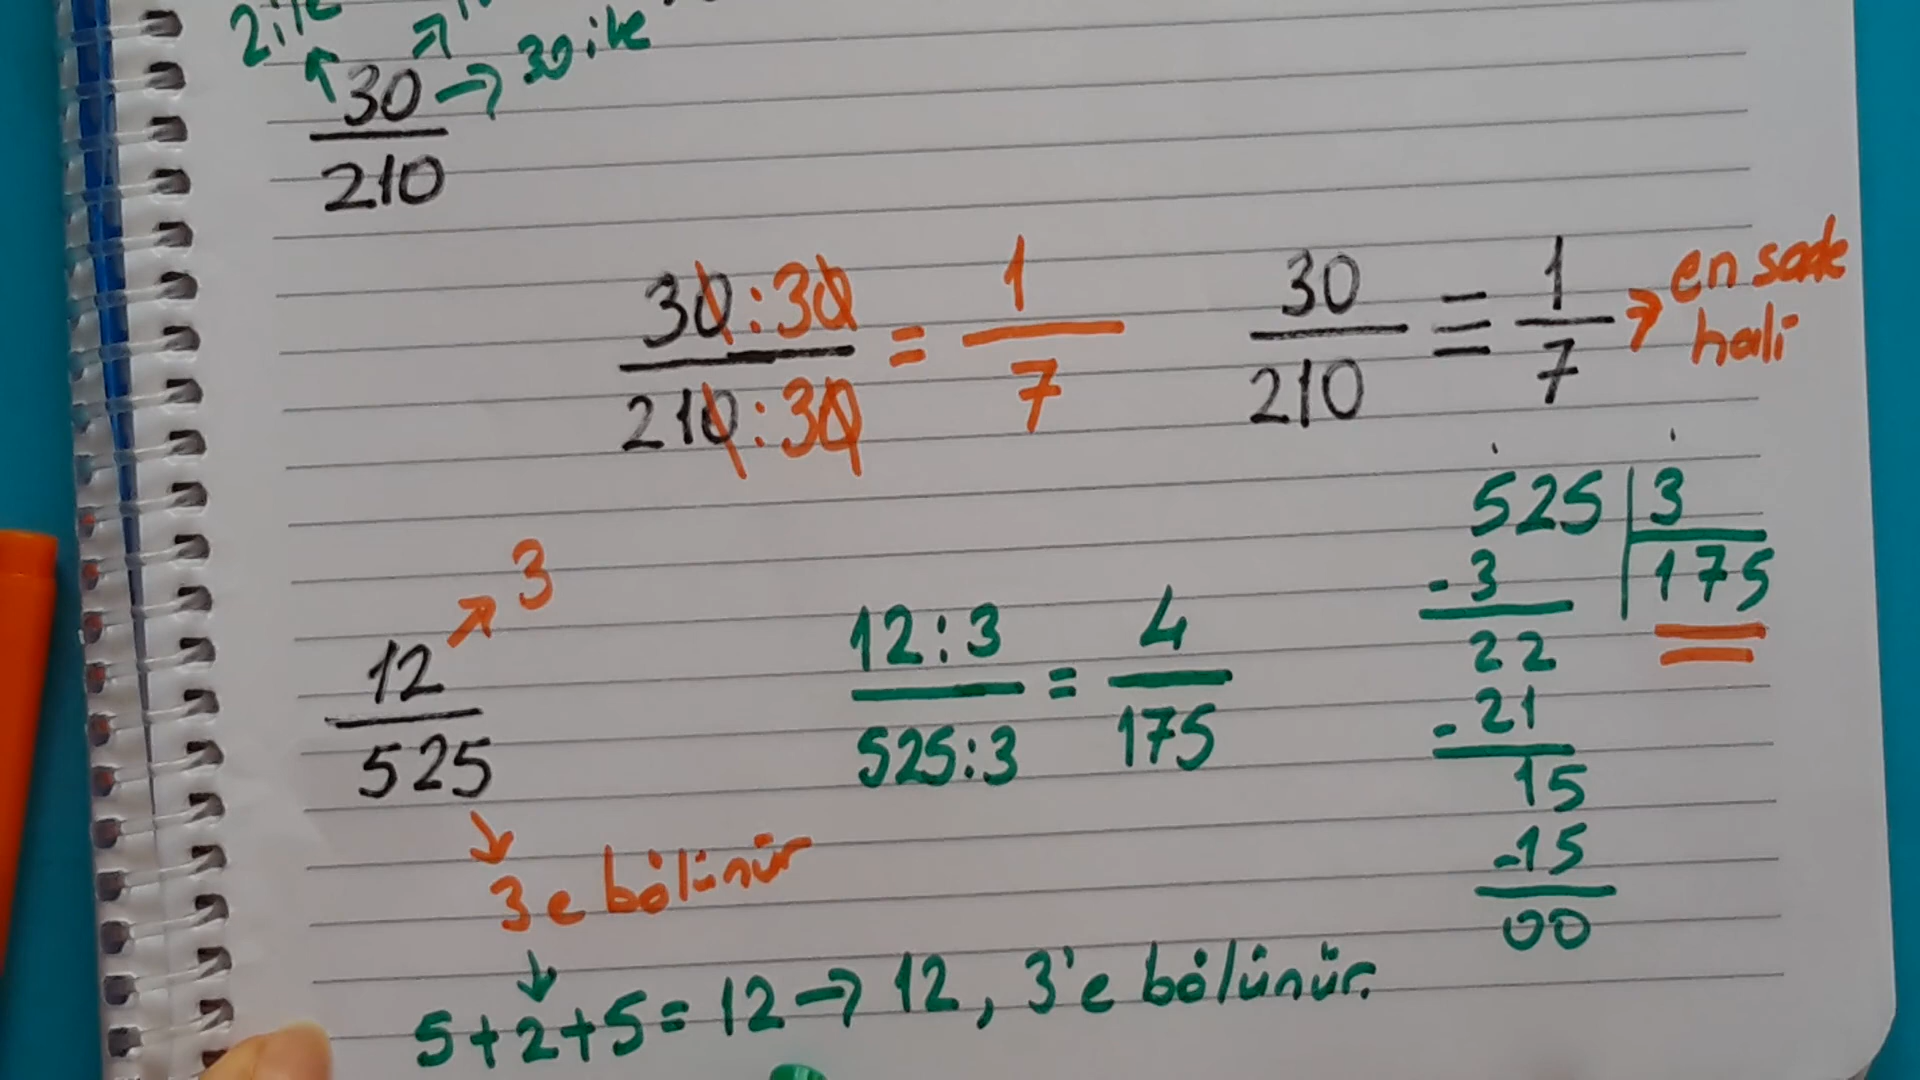 2 ile
30 → 30 ile
210
30:30 = 1
210:30 7
30 = 1 → en sade
210 7 hali
525 | 3
-3 175
22
-21
15
-15
00
12 → 3
525
12:3 = 4
525:3 175
3e bölünür
5+2+5=12→12, 3'e bölünür.